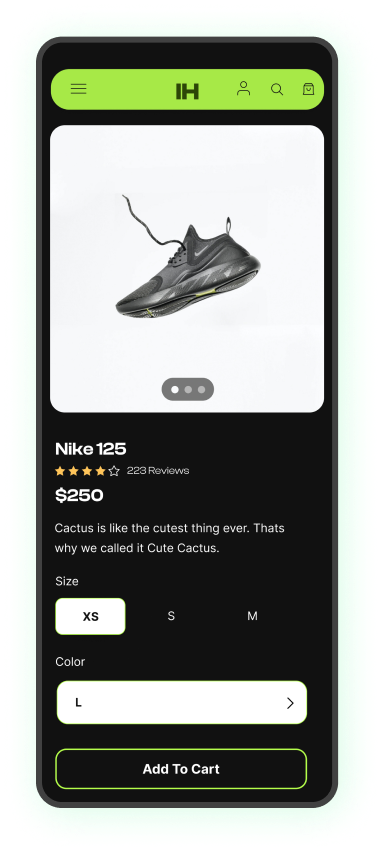 IH
Nike 125
223 Reviews
$250
Cactus is like the cutest thing ever. Thats
why we called it Cute Cactus.
Size
XS S M
Color
L
Add To Cart